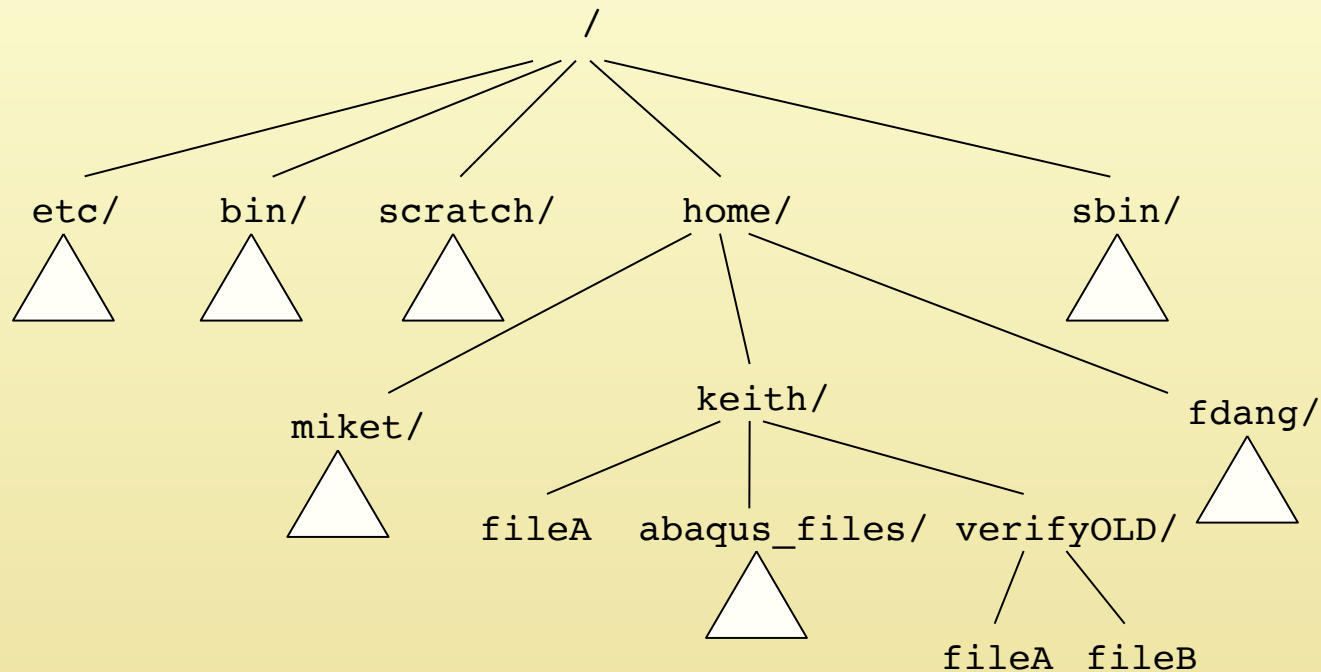 /
etc/ bin/ scratch/ home/ sbin/
miket/ keith/ fdang/
fileA abaqus_files/ verifyOLD/
fileA fileB